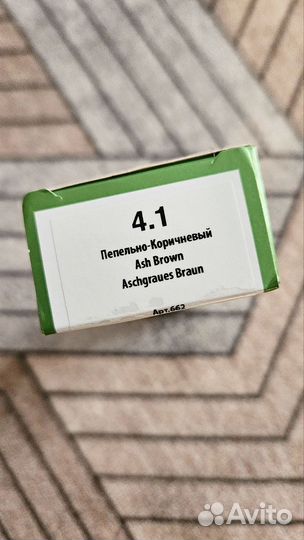 4.1
Пепельно-Коричневый
Ash Brown
Aschgraues Braun
Арт.662
Avito